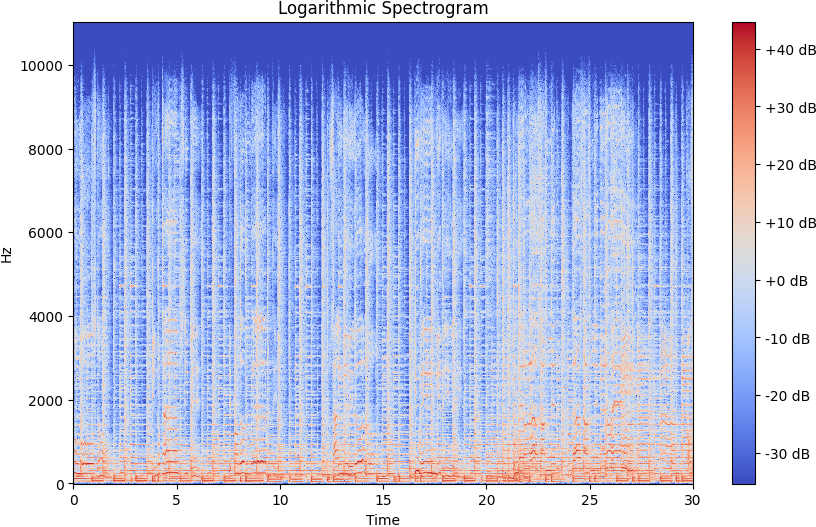 Logarithmic Spectrogram
Hz
10000
8000
6000
4000
2000
0
0 5 10 15 20 25 30
Time
+40 dB
+30 dB
+20 dB
+10 dB
+0 dB
-10 dB
-20 dB
-30 dB